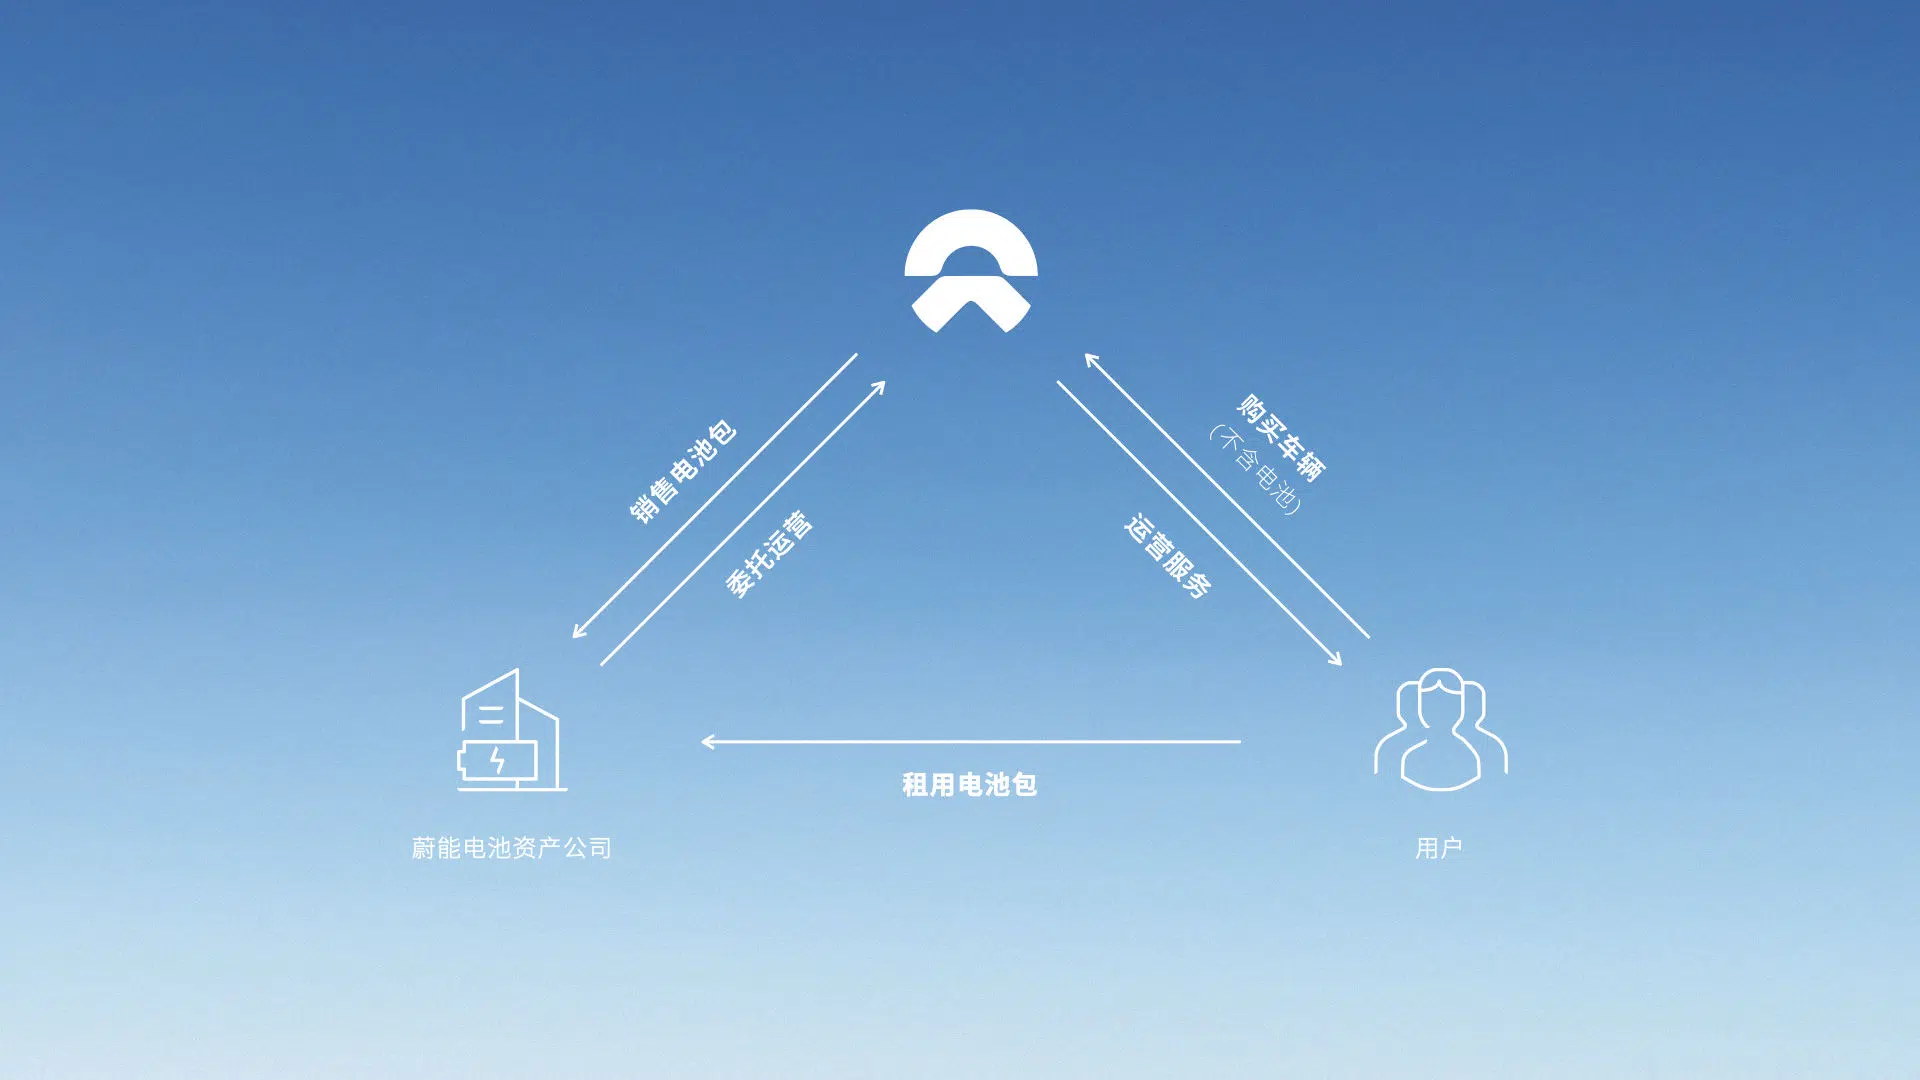 购买车辆
（不含电池）
销售电池包
委托运营
运营服务
租用电池包
蔚能电池资产公司
用户